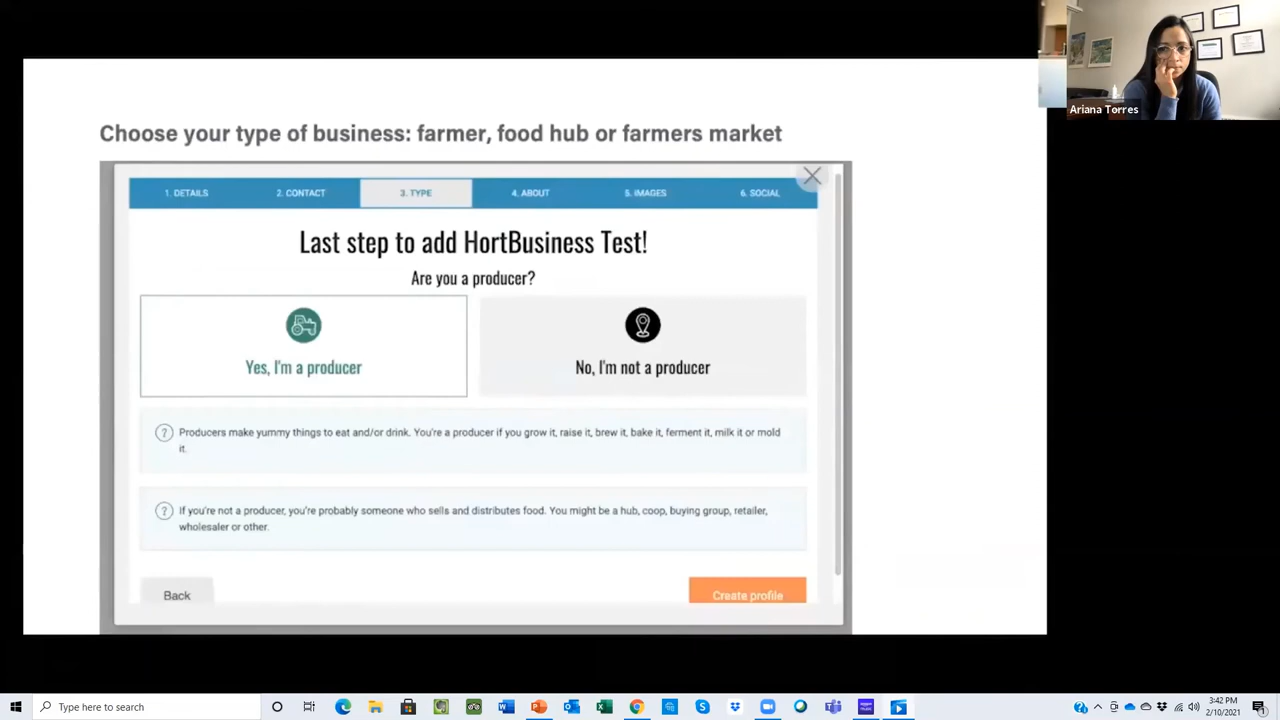 Ariana Torres
Choose your type of business: farmer, food hub or farmers market
1. DETAILS
2. CONTACT
3. TYPE
4. ABOUT
5. IMAGES
6. SOCIAL
Last step to add HortBusiness Test!
Are you a producer?
Yes, I'm a producer
No, I'm not a producer
? Producers make yummy things to eat and/or drink. You're a producer if you grow it, raise it, brew it, bake it, ferment it, milk it or mold
it.
? If you're not a producer, you're probably someone who sells and distributes food. You might be a hub, coop, buying group, retailer,
wholesaler or other.
Back
Create profile
Type here to search
3:42 PM
2/10/2021